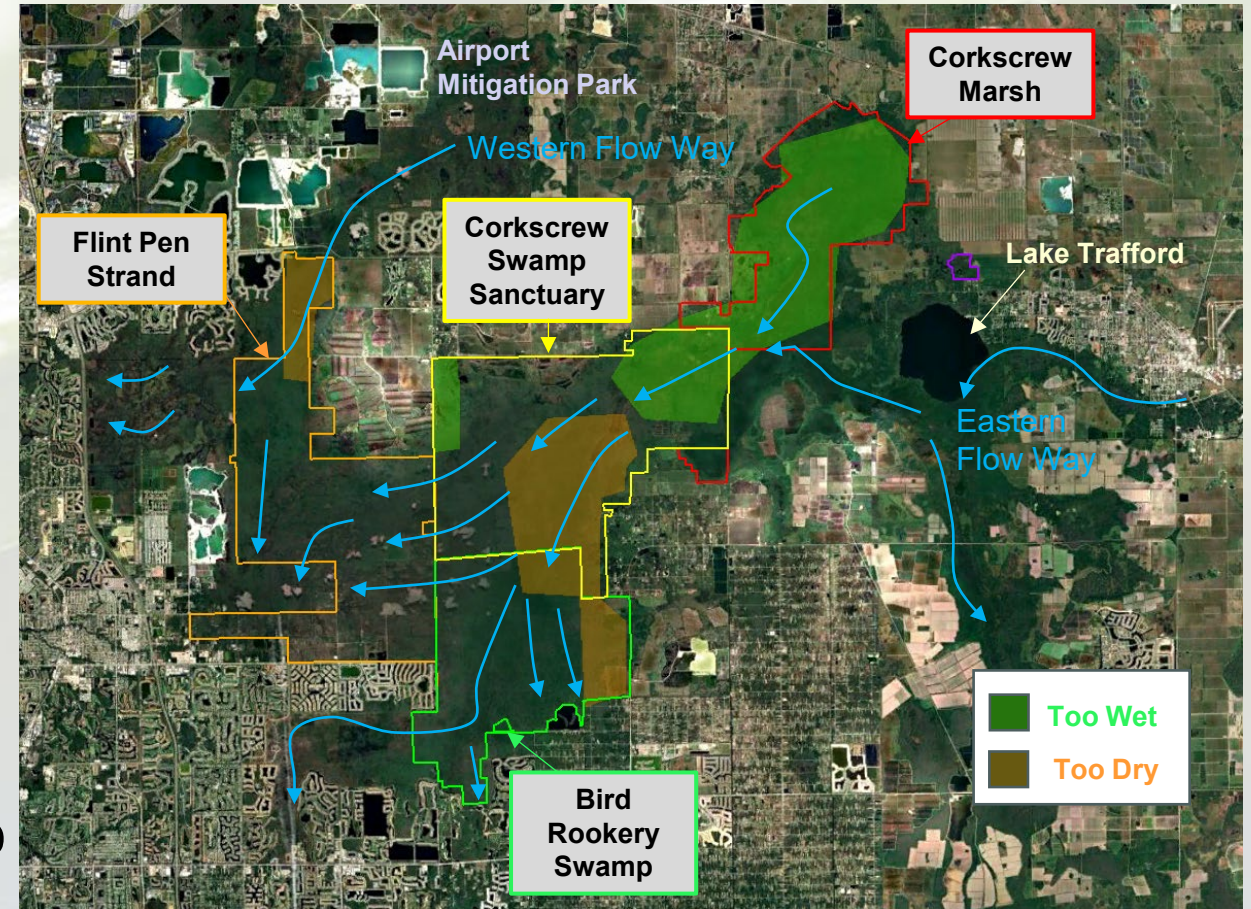 Airport
Mitigation Park
Corkscrew
Marsh
Western Flow Way
Flint Pen
Strand
Corkscrew
Swamp
Sanctuary
Lake Trafford
Eastern
Flow Way
Too Wet
Too Dry
Bird
Rookery
Swamp